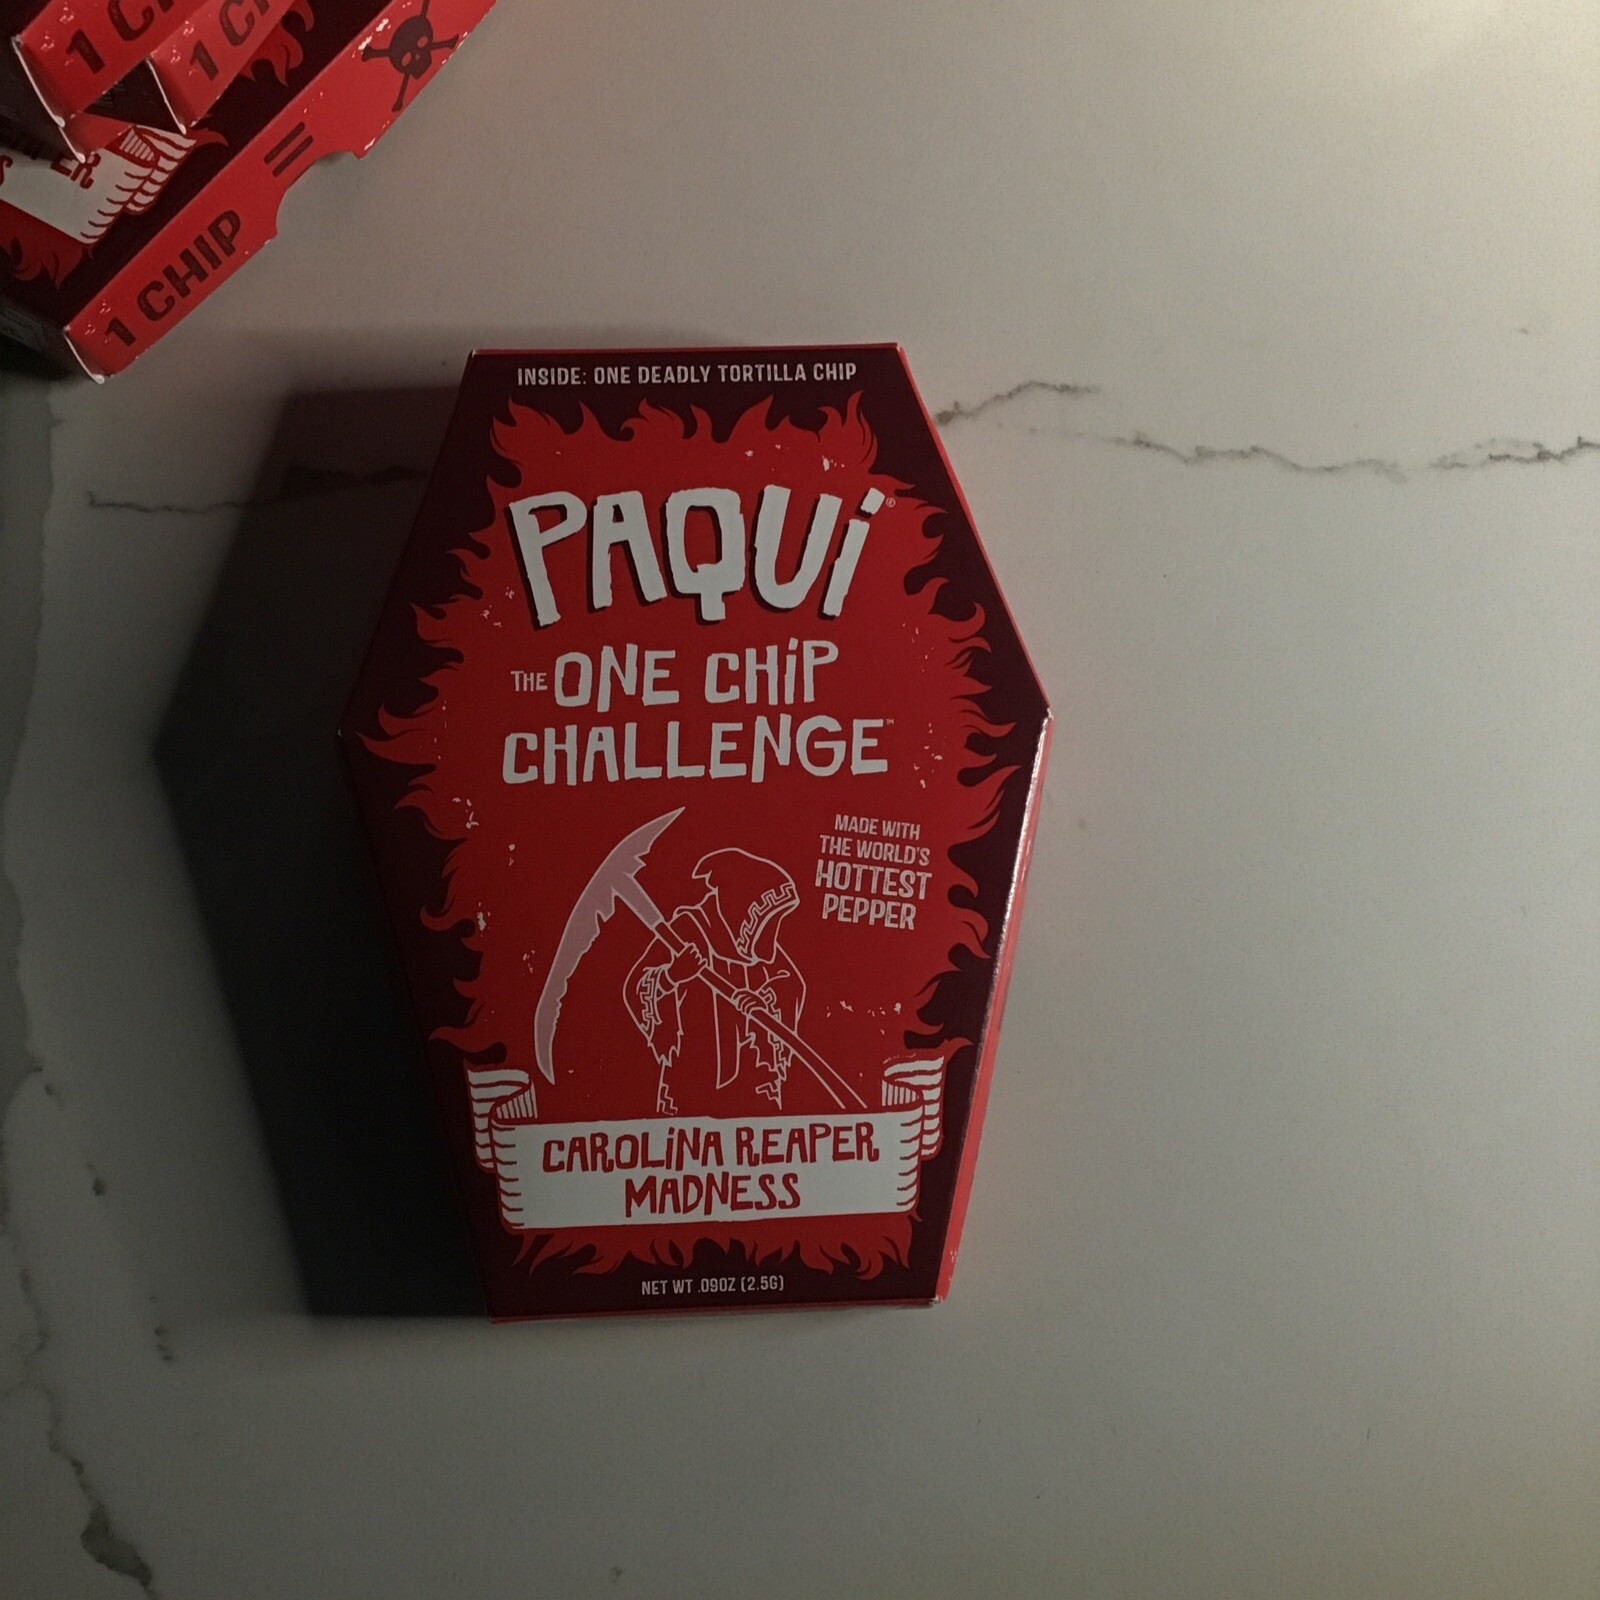 1 CHIP =
INSIDE: ONE DEADLY TORTILLA CHIP
PAQUi®
THE ONE CHiP
CHALLENGE™
MADE WITH
THE WORLD'S
HOTTEST
PEPPER
CAROLiNA REAPER
MADNESS
NET WT .09OZ (2.5G)